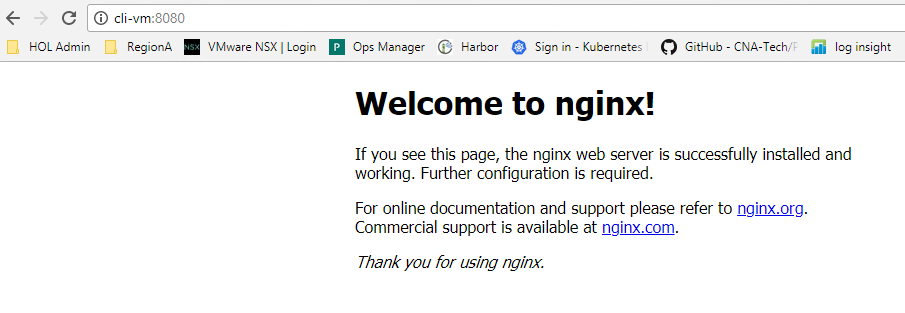 cli-vm:8080
HOL Admin RegionA NSX VMware NSX | Login P Ops Manager Harbor Sign in - Kubernetes GitHub - CNA-Tech/ log insight
Welcome to nginx!
If you see this page, the nginx web server is successfully installed and
working. Further configuration is required.
For online documentation and support please refer to nginx.org.
Commercial support is available at nginx.com.
Thank you for using nginx.